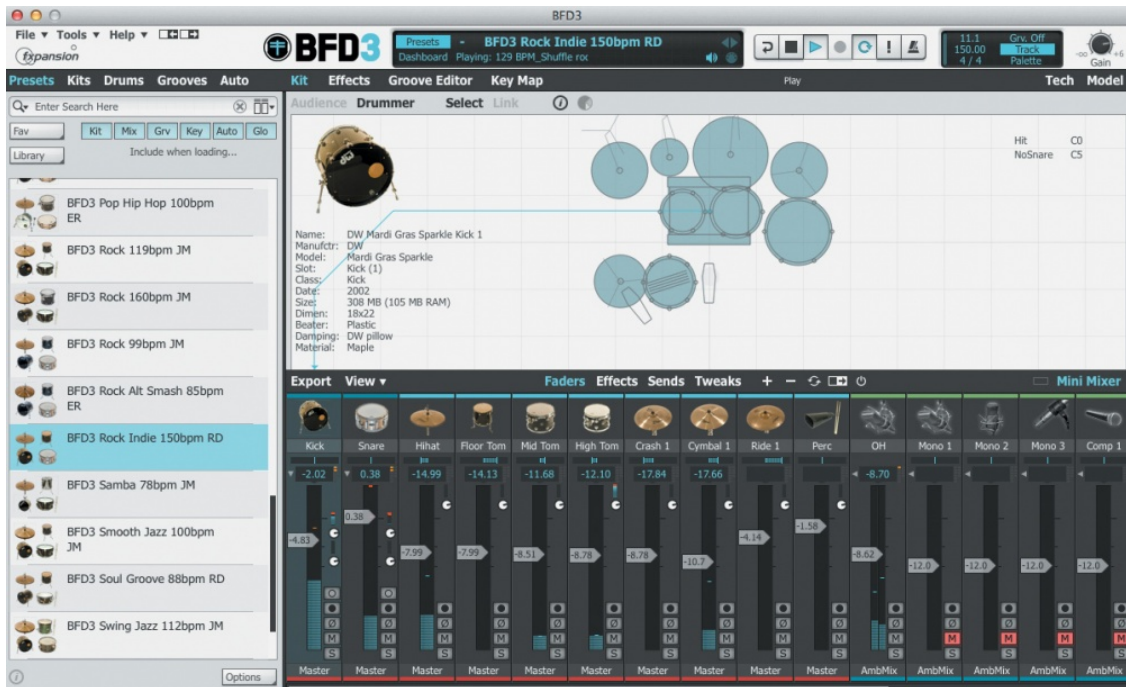 BFD3
File ▾ Tools ▾ Help ▾
fxpansion
BFD3
Presets - BFD3 Rock Indie 150bpm RD
Dashboard Playing: 129 BPM_Shuffle roc
11.1 Grv. Off
150.00 Track
4 / 4 Palette
-∞ +6
Gain
Presets Kits Drums Grooves Auto
Kit Effects Groove Editor Key Map Play Tech Model
Enter Search Here
Fav Kit Mix Grv Key Auto Glo
Library Include when loading...
BFD3 Pop Hip Hop 100bpm
ER
BFD3 Rock 119bpm JM
BFD3 Rock 160bpm JM
BFD3 Rock 99bpm JM
BFD3 Rock Alt Smash 85bpm
ER
BFD3 Rock Indie 150bpm RD
BFD3 Samba 78bpm JM
BFD3 Smooth Jazz 100bpm
JM
BFD3 Soul Groove 88bpm RD
BFD3 Swing Jazz 112bpm JM
Options
Audience Drummer Select Link
Hit C0
NoSnare C5
Name: DW Mardi Gras Sparkle Kick 1
Manufctr: DW
Model: Mardi Gras Sparkle
Slot: Kick (1)
Class: Kick
Date: 2002
Size: 308 MB (105 MB RAM)
Dimen: 18x22
Beater: Plastic
Damping: DW pillow
Material: Maple
Export View ▾ Faders Effects Sends Tweaks + − Mini Mixer
Kick Snare Hihat Floor Tom Mid Tom High Tom Crash 1 Cymbal 1 Ride 1 Perc OH Mono 1 Mono 2 Mono 3 Comp 1
-2.02 0.38 -14.99 -14.13 -11.68 -12.10 -17.84 -17.66 -8.70
0.38
-1.58
-4.83 -4.14
-7.99 -7.99 -8.51 -8.78 -8.78 -10.7 -8.62 -12.0 -12.0 -12.0 -12.0
Ø Ø Ø Ø Ø Ø Ø Ø Ø Ø Ø Ø Ø Ø Ø
M M M M M M M M M M M M M M M
S S S S S S S S S S S S S S S
Master Master Master Master Master Master Master Master Master Master AmbMix AmbMix AmbMix AmbMix AmbMix